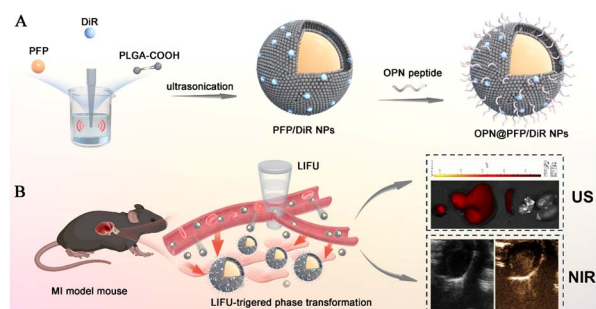 A
DiR
PFP
PLGA-COOH
ultrasonication
OPN peptide
PFP/DiR NPs
OPN@PFP/DiR NPs
B
LIFU
US
NIR
MI model mouse
LIFU-trigered phase transformation